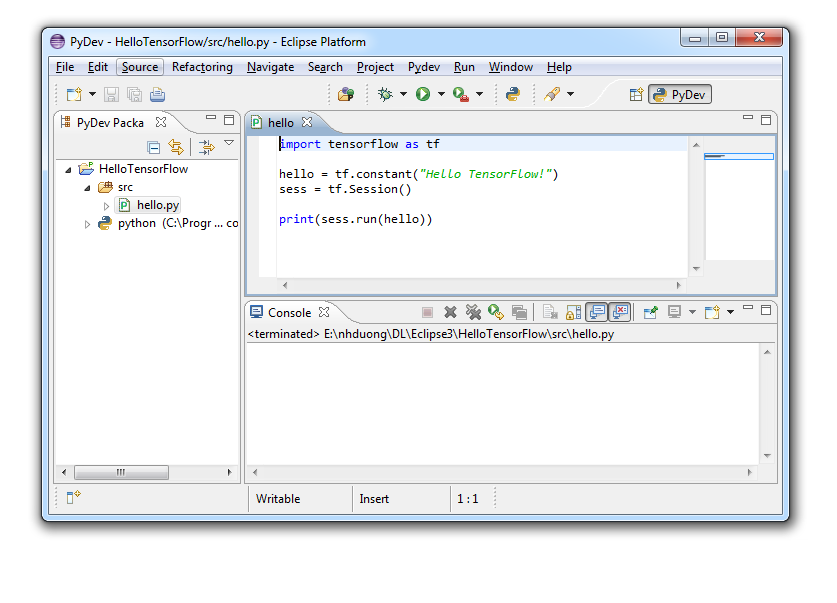 PyDev - HelloTensorFlow/src/hello.py - Eclipse Platform
File Edit Source Refactoring Navigate Search Project Pydev Run Window Help
PyDev
PyDev Packa
HelloTensorFlow
src
hello.py
python (C:\Progr ... co
hello
import tensorflow as tf
hello = tf.constant("Hello TensorFlow!")
sess = tf.Session()
print(sess.run(hello))
Console
<terminated> E:\nhduong\DL\Eclipse3\HelloTensorFlow\src\hello.py
Writable Insert 1 : 1